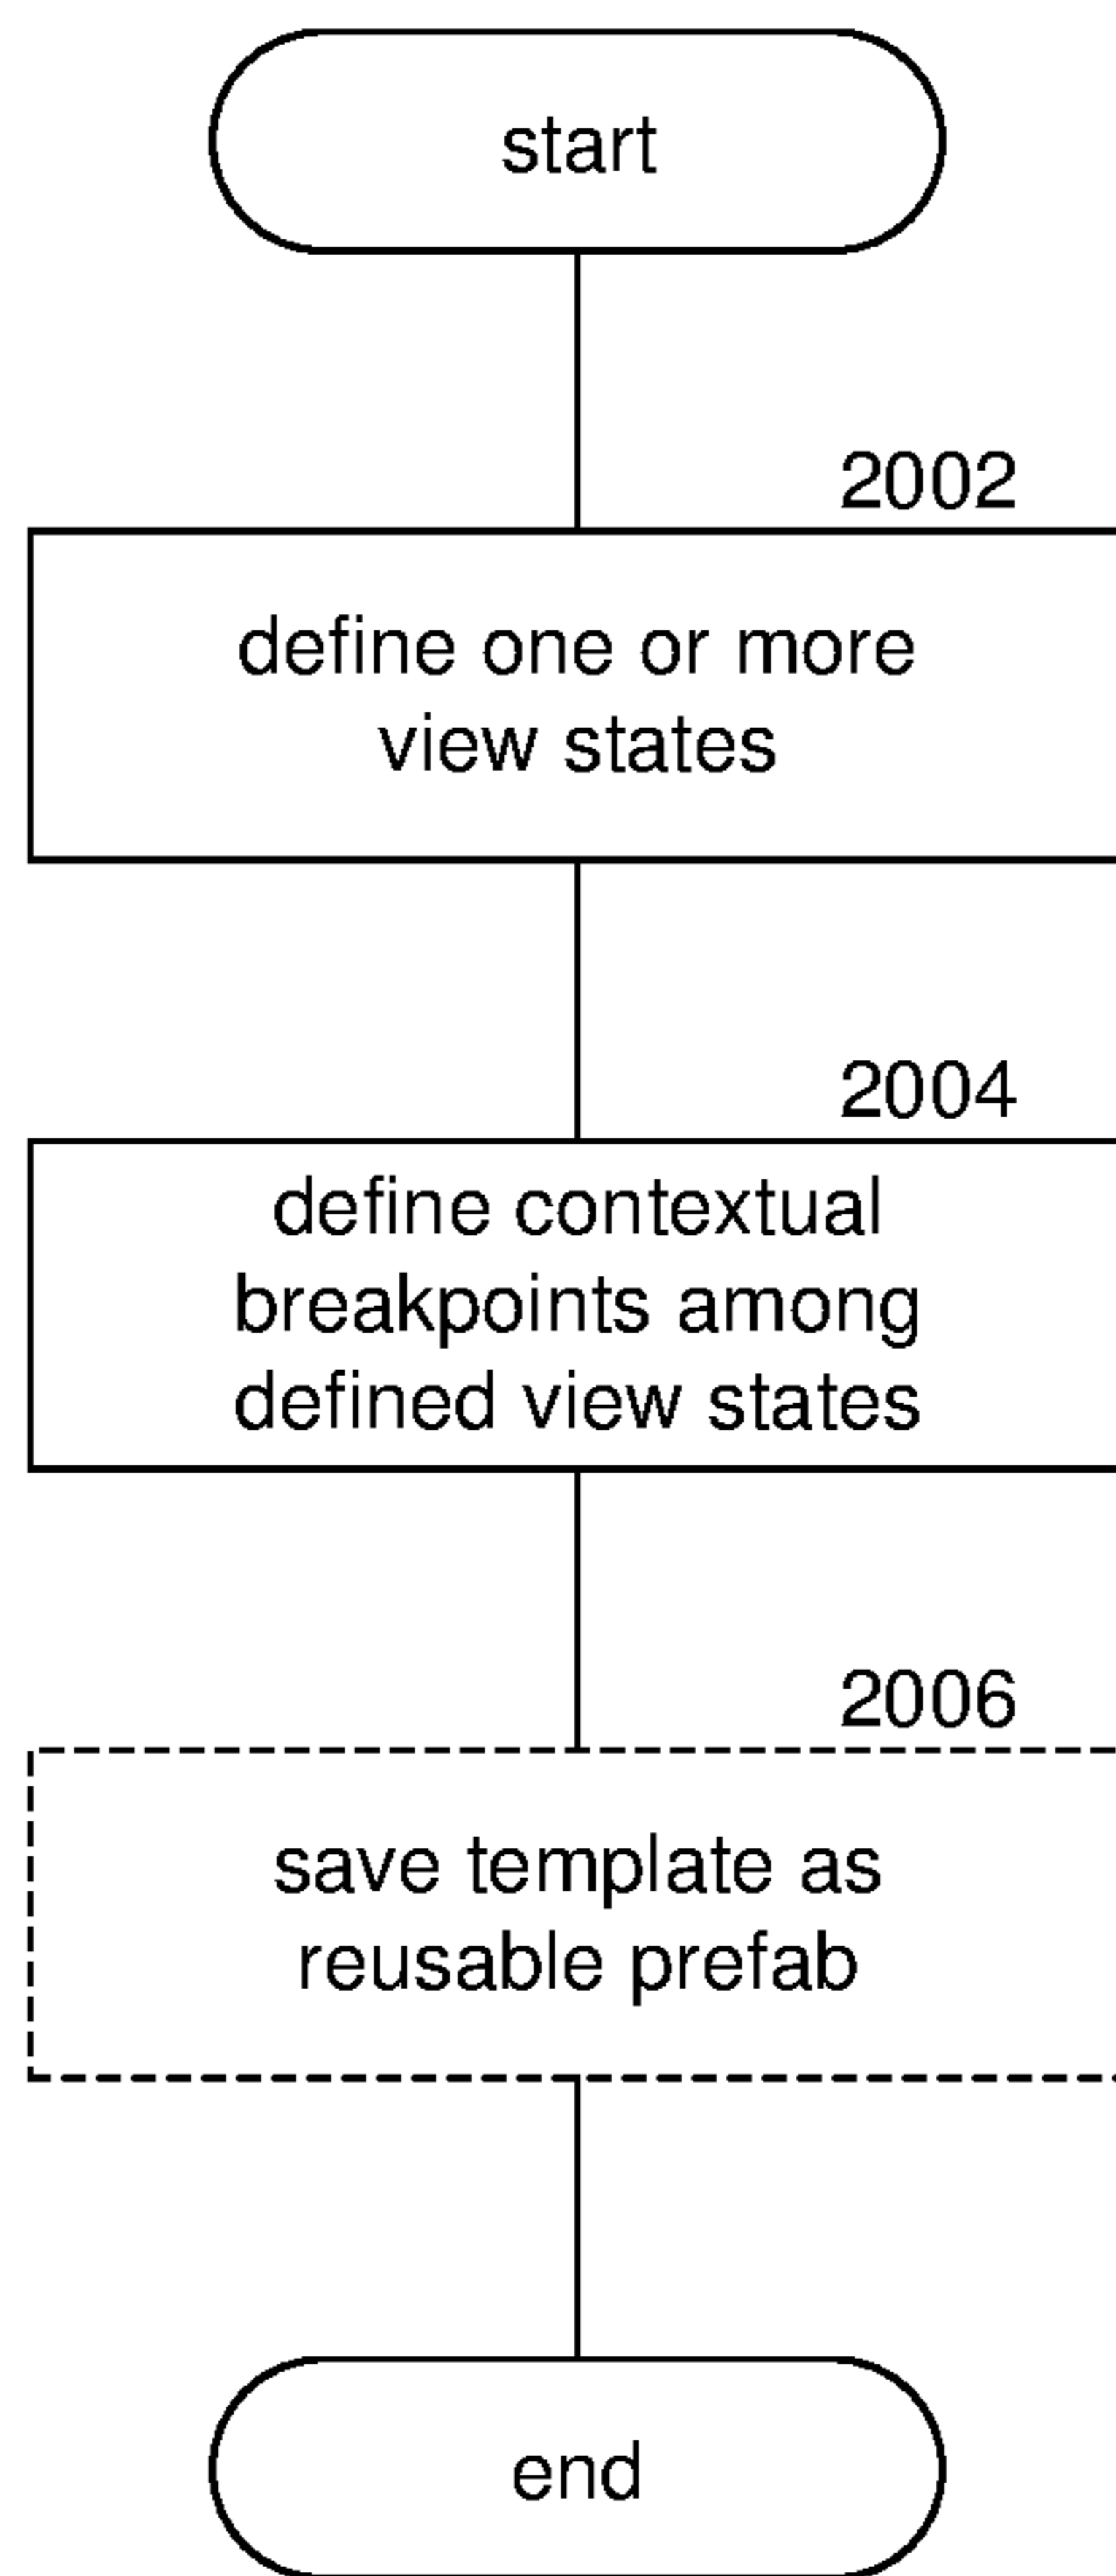 start
2002
define one or more
view states
2004
define contextual
breakpoints among
defined view states
2006
save template as
reusable prefab
end